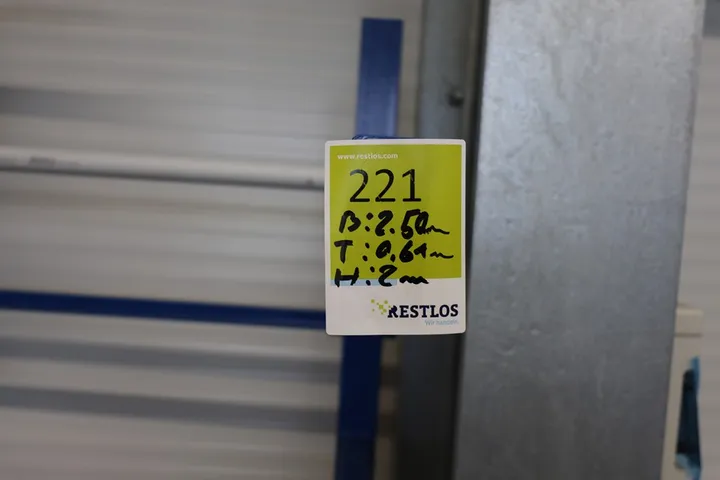 www.restlos.com
221
B: 2.50m
T: 0,61m
H: 2m
RESTLOS